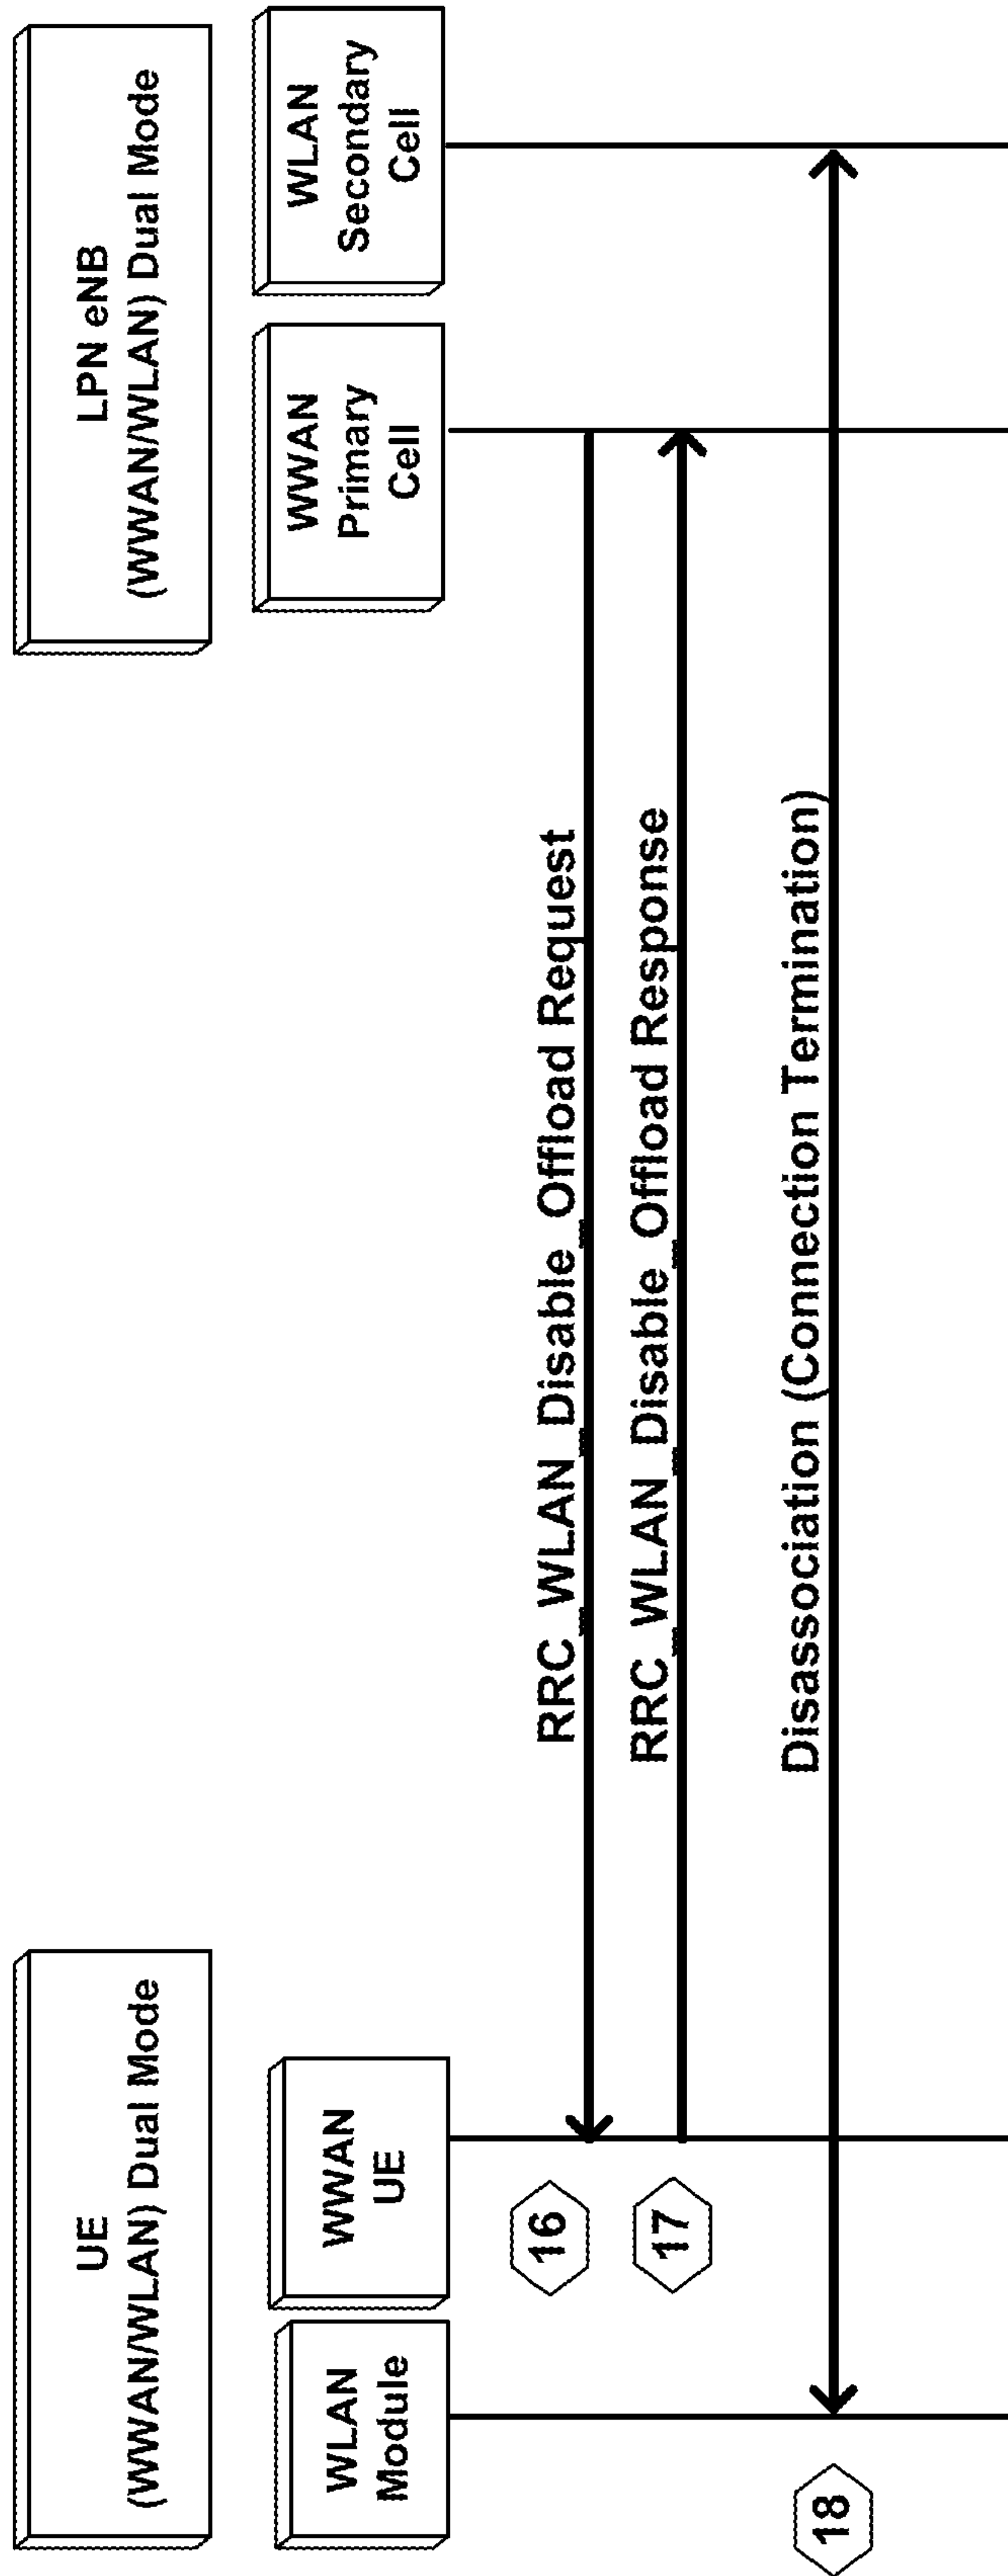 UE
(WWAN/WLAN) Dual Mode
LPN eNB
(WWAN/WLAN) Dual Mode
WLAN
Module
WWAN
UE
WWAN
Primary
Cell
WLAN
Secondary
Cell
16
RRC_WLAN_Disable_Offload Request
17
RRC_WLAN_Disable_Offload Response
18
Disassociation (Connection Termination)